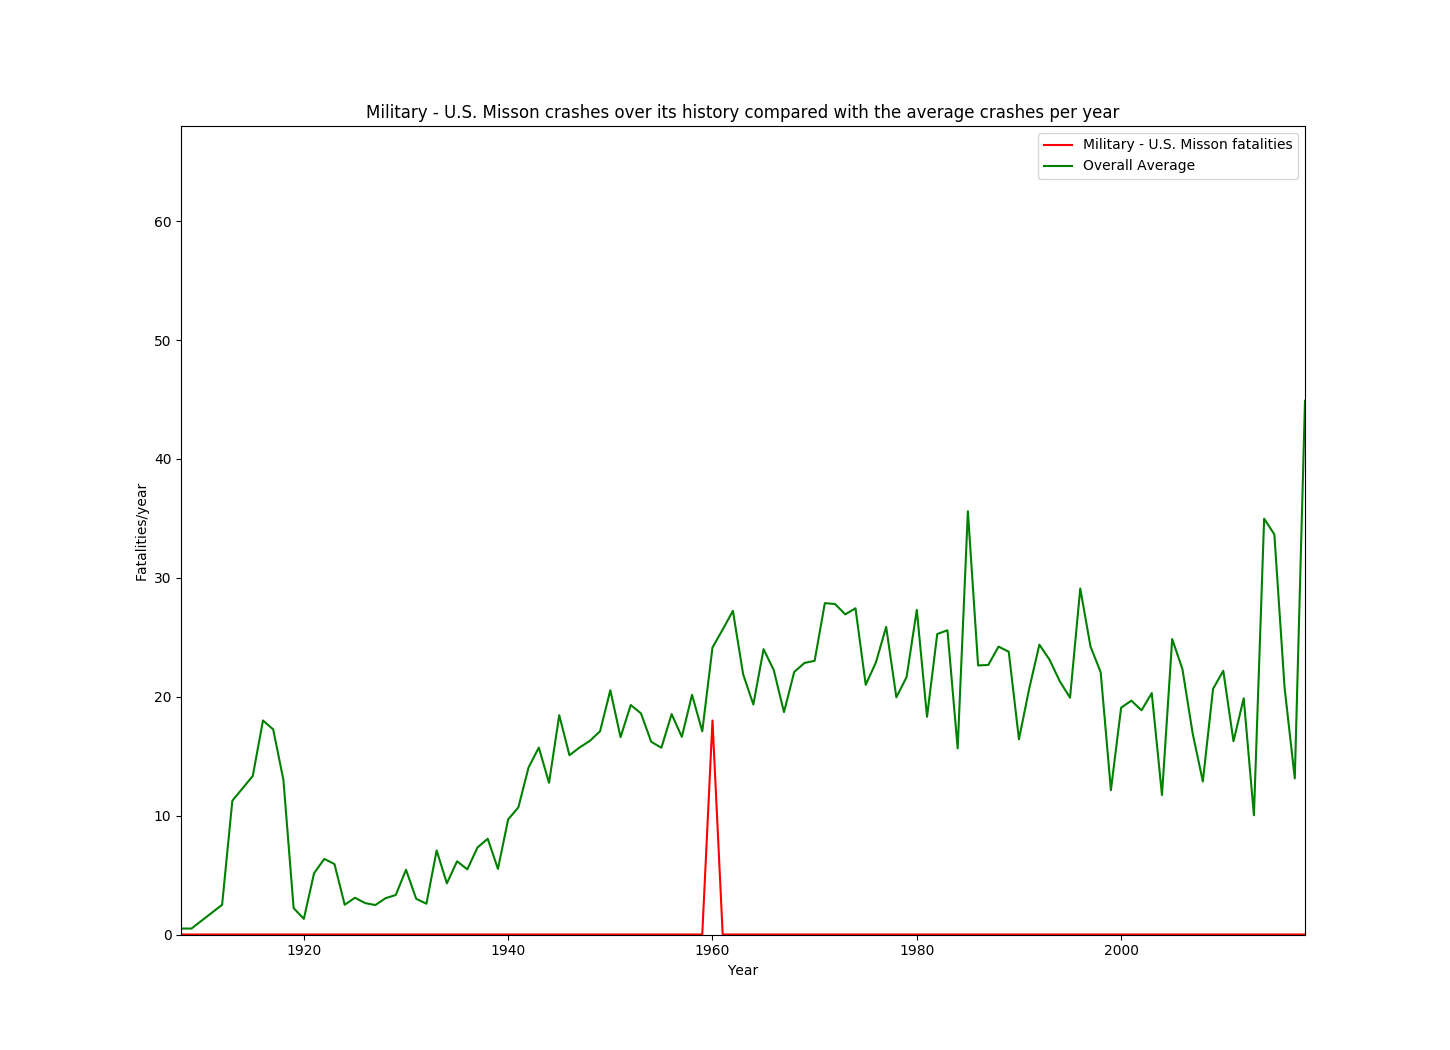 Military - U.S. Misson crashes over its history compared with the average crashes per year
Military - U.S. Misson fatalities
Overall Average
60
50
40
30
20
10
0
Fatalities/year
1920 1940 1960 1980 2000
Year